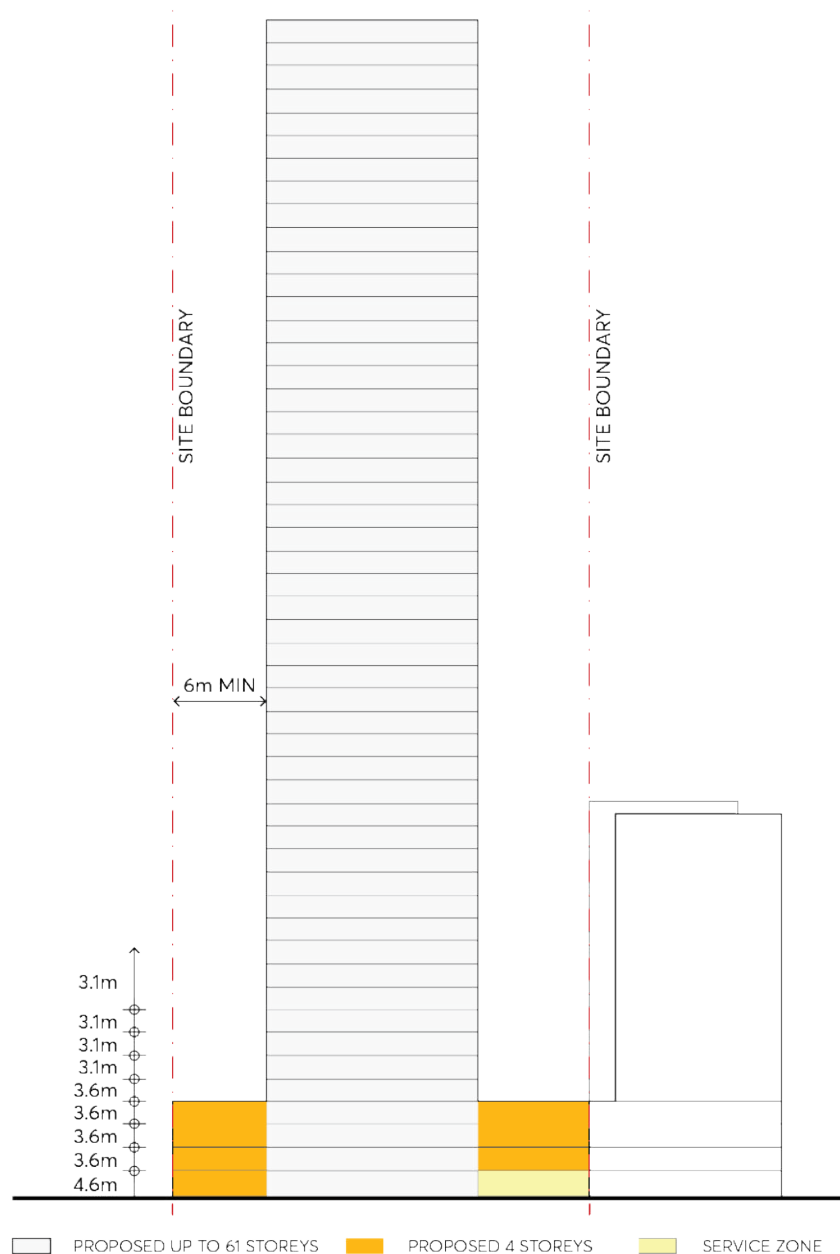 SITE BOUNDARY
SITE BOUNDARY
6m MIN
3.1m
3.1m
3.1m
3.1m
3.6m
3.6m
3.6m
3.6m
4.6m
PROPOSED UP TO 61 STOREYS
PROPOSED 4 STOREYS
SERVICE ZONE